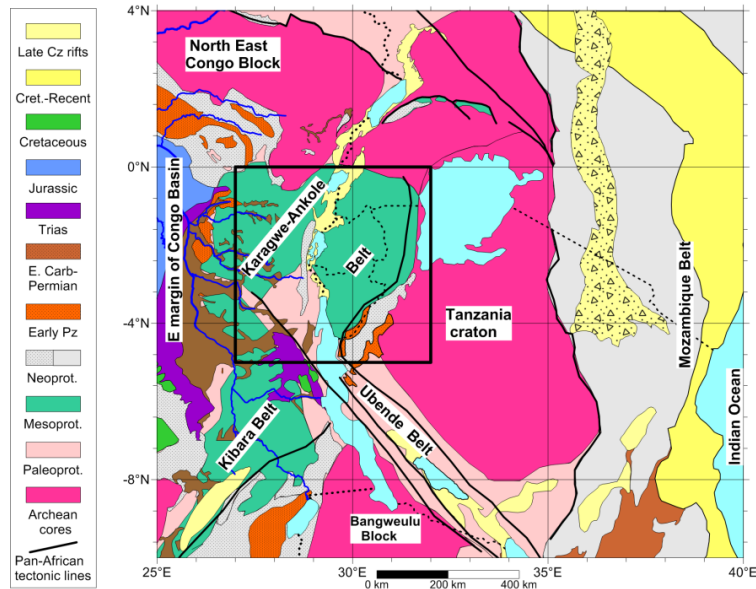 Late Cz rifts
Cret.-Recent
Cretaceous
Jurassic
Trias
E. Carb-
Permian
Early Pz
Neoprot.
Mesoprot.
Paleoprot.
Archean
cores
Pan-African
tectonic lines
4°N
0°N
-4°N
-8°N
25°E
30°E
35°E
40°E
0 km
200 km
400 km
North East
Congo Block
E margin of Congo Basin
Karagwe-Ankole
Belt
Tanzania
craton
Mozambique Belt
Indian Ocean
Ubende Belt
Kibara Belt
Bangweulu
Block